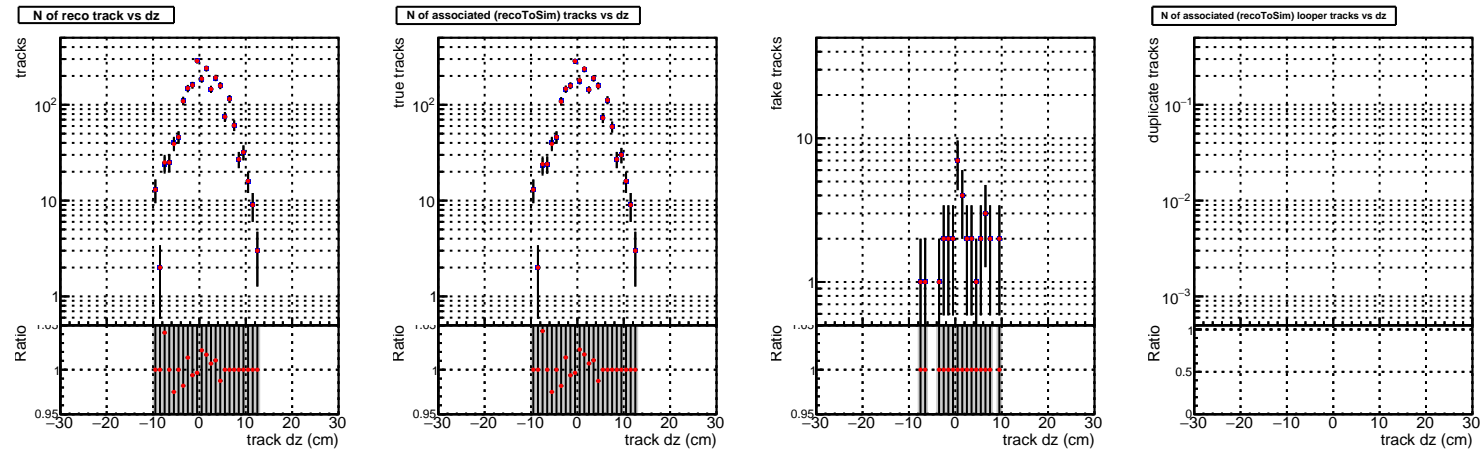 N of reco track vs dz
tracks
10²
10
1
Ratio
1
0.95
−30 −20 −10 0 10 20 30
track dz (cm)
N of associated (recoToSim) tracks vs dz
true tracks
10²
10
1
Ratio
1
0.95
−30 −20 −10 0 10 20 30
track dz (cm)
fake tracks
10
1
Ratio
1
0.95
−30 −20 −10 0 10 20 30
track dz (cm)
N of associated (recoToSim) looper tracks vs dz
duplicate tracks
10⁻¹
10⁻²
10⁻³
Ratio
1
0.5
0
−30 −20 −10 0 10 20 30
track dz (cm)